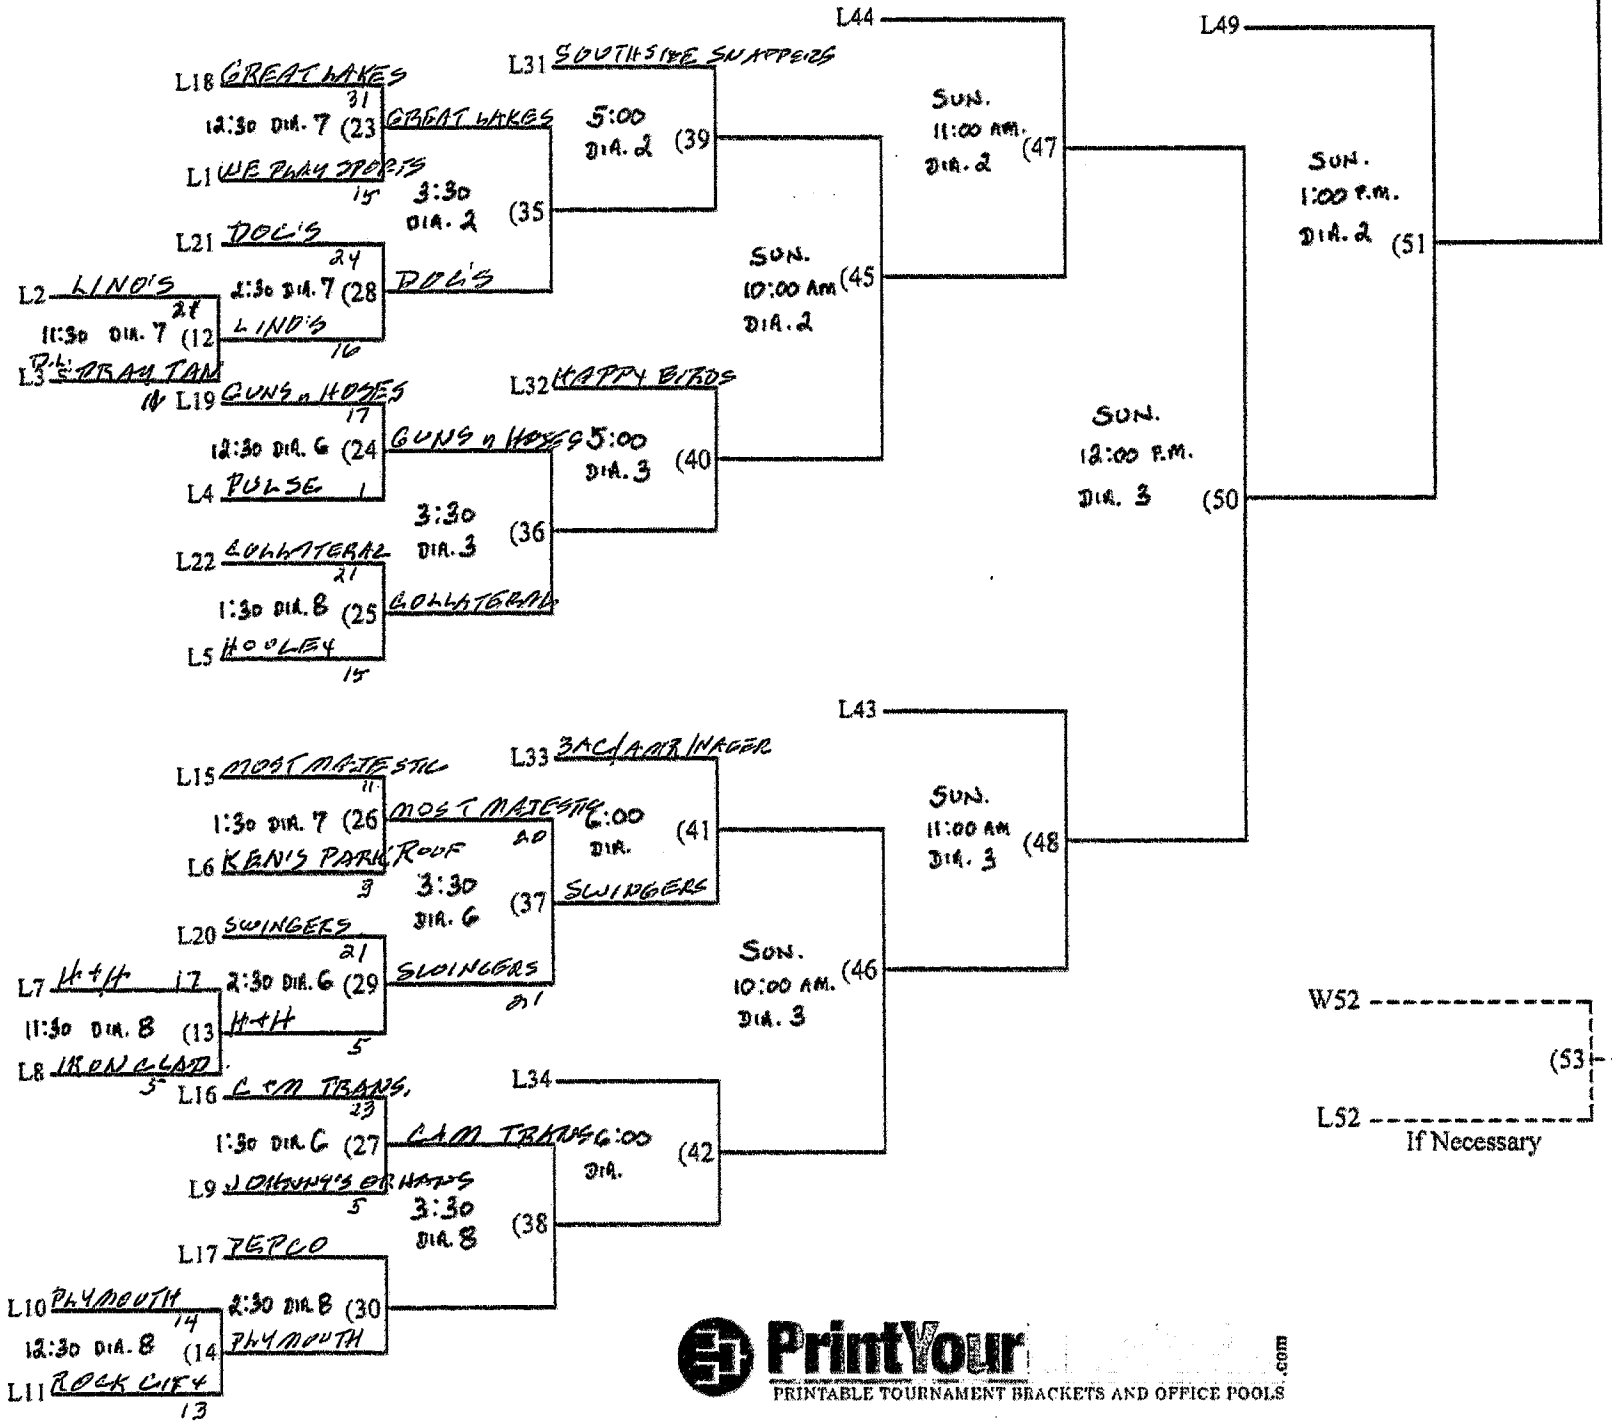 L44
L49
L18 GREAT LAKES
31
12:30 DIA. 7 (23
GREAT LAKES
L1 WE PLAY SPORTS
15
L31 SOUTHSIDE SNAPPERS
5:00
DIA. 2 (39
SUN.
11:00 AM.
DIA. 2 (47
SUN.
1:00 P.M.
DIA. 2 (51
3:30
DIA. 2 (35
L21 DOC'S
24
2:30 DIA. 7 (28
DOC'S
L2 LINO'S
11:30 DIA. 7 (12
LINO'S
16
L3 SPRAY TAN
SUN.
10:00 AM
DIA. 2 (45
L19 GUNS n HOSES
17
12:30 DIA. 6 (24
GUNS n HOSES
L4 PULSE 1
L32 HAPPY BIRDS
5:00
DIA. 3 (40
SUN.
12:00 P.M.
DIA. 3 (50
3:30
DIA. 3 (36
L22 COLLATERAL
21
1:30 DIA. 8 (25
COLLATERAL
L5 HOOLEY
15
L43
L33 3AC/AMR/NAGER
L15 MOST MAJESTIC
11
1:30 DIA. 7 (26
MOST MAJESTIC
20
L6 KEN'S PARK ROOF
3
6:00
DIA. (41
SUN.
11:00 AM
DIA. 3 (48
3:30
DIA. 6 (37
SWINGERS
L20 SWINGERS
21
2:30 DIA. 6 (29
SWINGERS
21
L7 H+H 17
11:30 DIA. 8 (13
H+H
5
L8 IRON CLAD
5
SUN.
10:00 AM.
DIA. 3 (46
W52
(53
L52
If Necessary
L34
L16 C+M TRANS.
23
1:30 DIA. 6 (27
C+M TRANS
L9 JOHNNY'S ORHANS
5
6:00
DIA. (42
3:30
DIA. 8 (38
L17 PEPCO
2:30 DIA. 8 (30
L10 PLYMOUTH
14
12:30 DIA. 8 (14
PLYMOUTH
L11 ROCK CITY
13
PrintYour
.com
PRINTABLE TOURNAMENT BRACKETS AND OFFICE POOLS